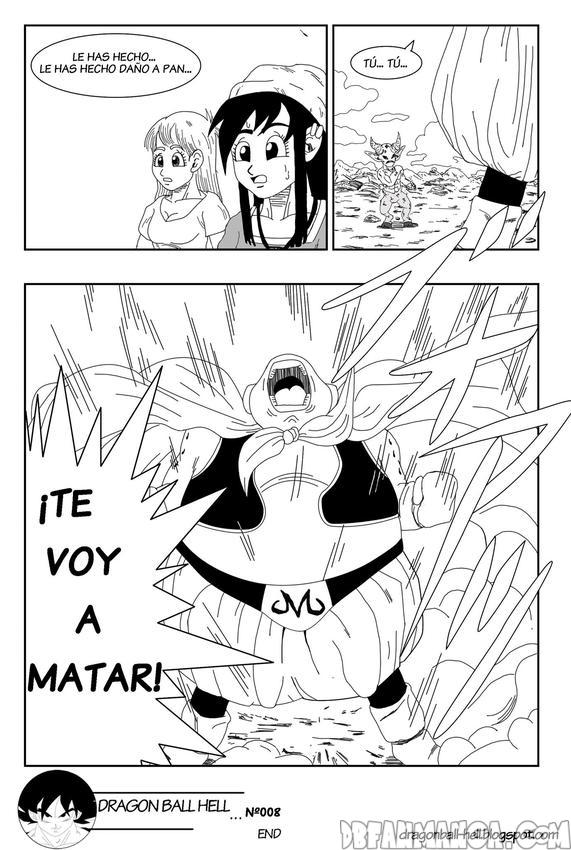 LE HAS HECHO...
LE HAS HECHO DAÑO A PAN...
TÚ... TÚ...
¡TE
VOY
A
MATAR!
M
DRAGON BALL HELL
... Nº008
END
dragonball-hell.blogspot.com
DBFANMANGA.COM